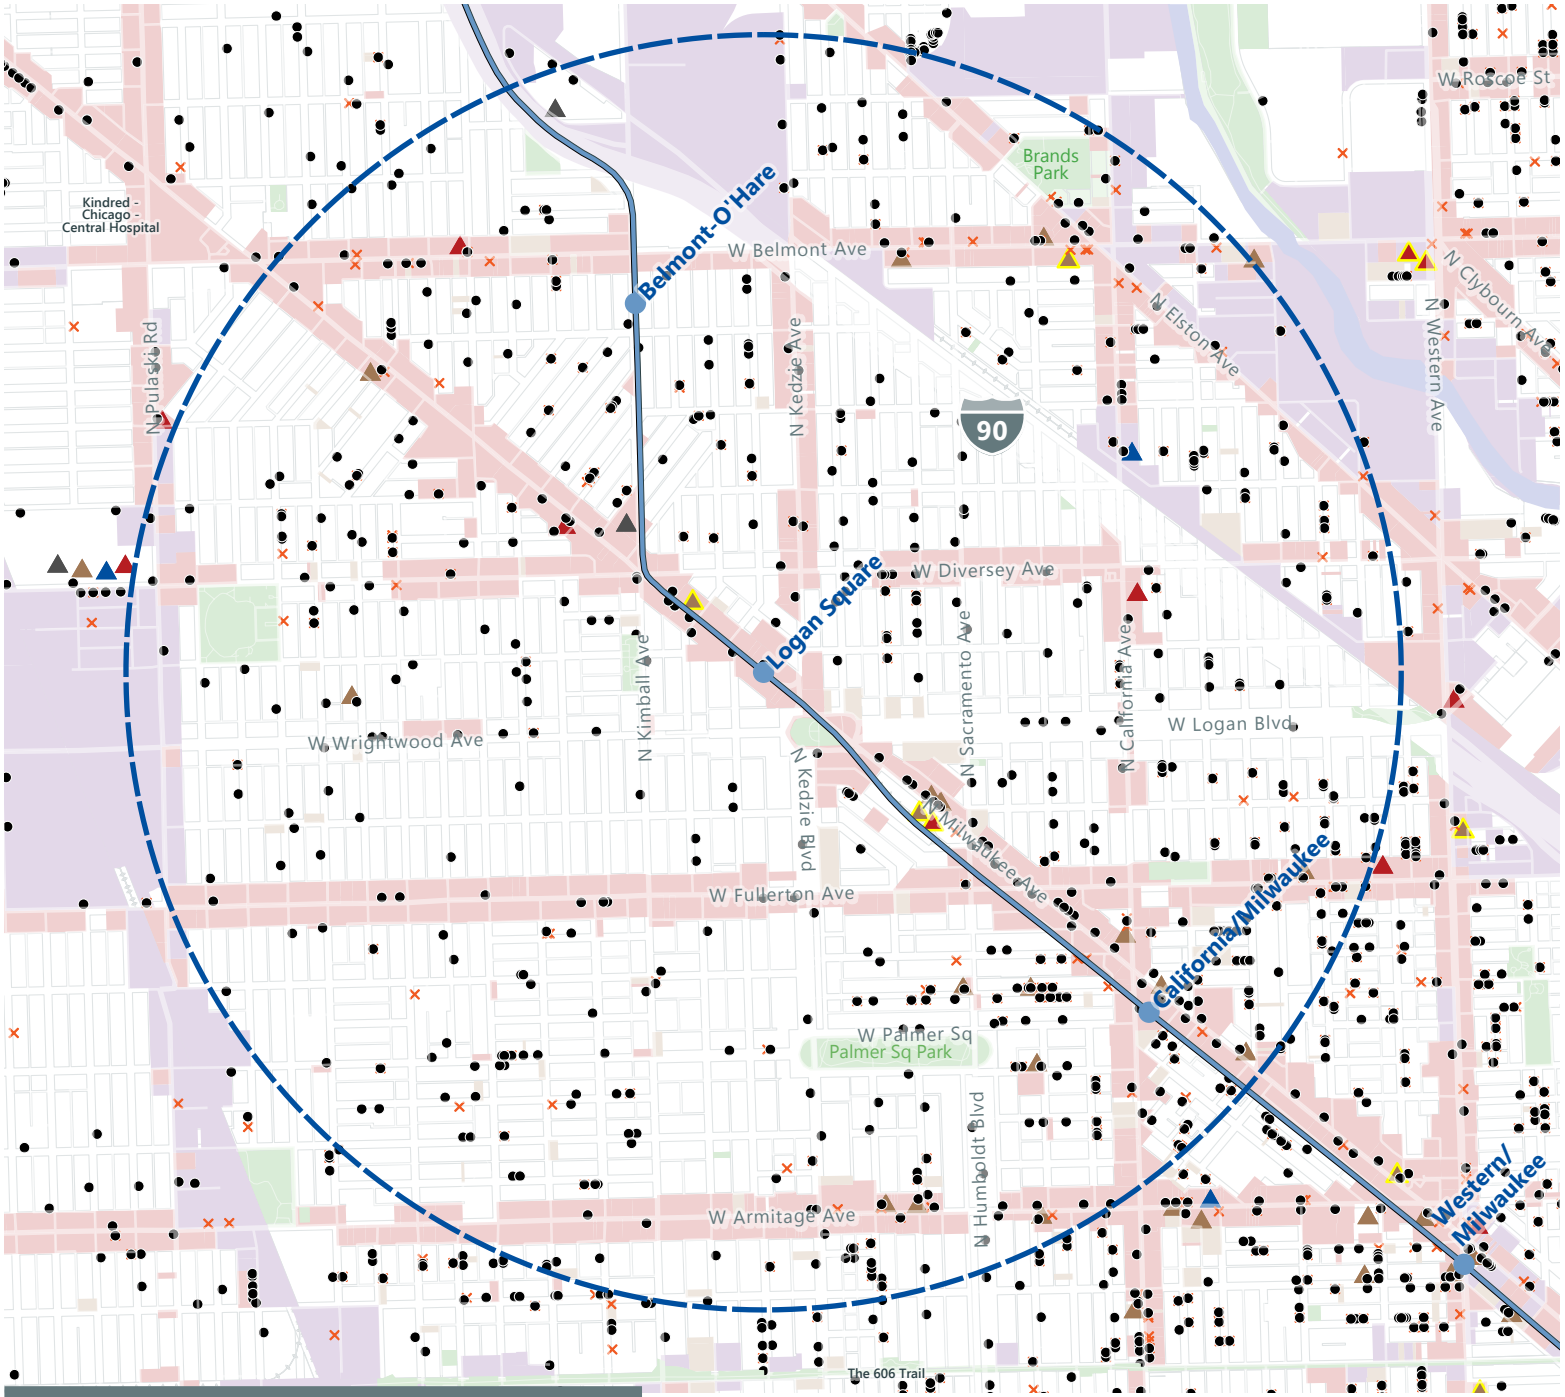 W Roscoe St
Brands
Park
Kindred -
Chicago -
Central Hospital
Belmont-O'Hare
W Belmont Ave
N Clybourn Ave
N Elston Ave
N Western Ave
N Pulaski Rd
N Kedzie Ave
90
W Diversey Ave
Logan Square
N Sacramento Ave
N California Ave
N Kimball Ave
W Logan Blvd
W Wrightwood Ave
N Kedzie Blvd
N Milwaukee Ave
California/Milwaukee
W Fullerton Ave
W Palmer Sq
Palmer Sq Park
N Humboldt Blvd
Western/
Milwaukee
W Armitage Ave
The 606 Trail